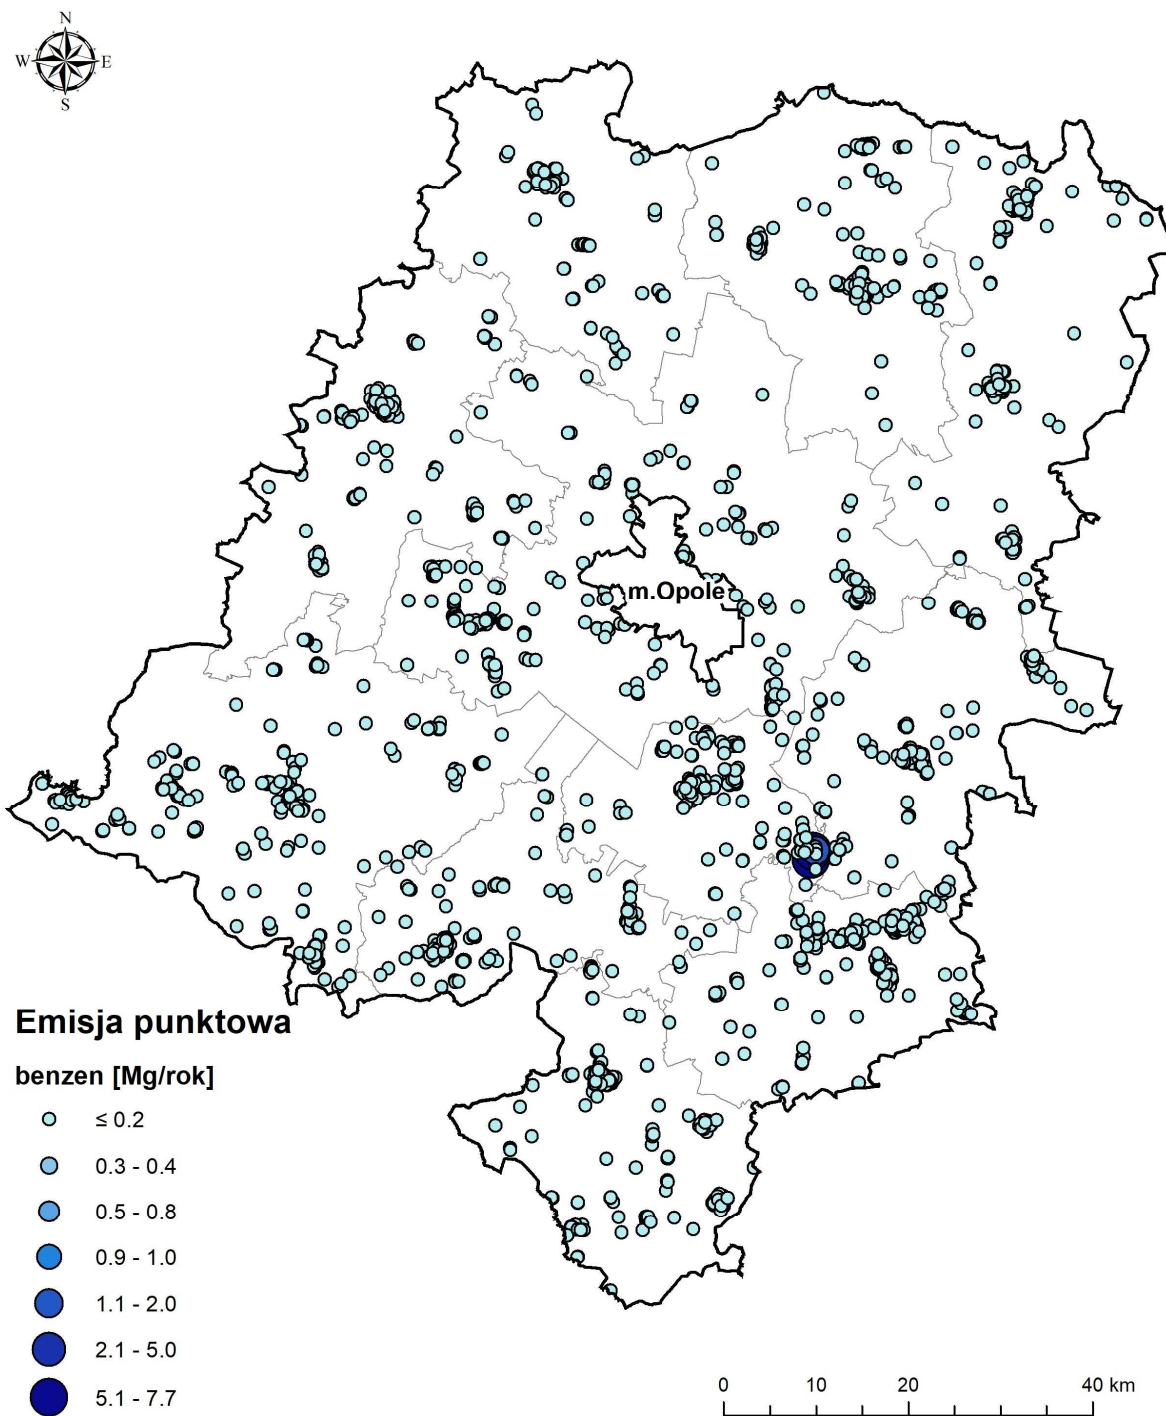 N
W E
S
m.Opole
Emisja punktowa
benzen [Mg/rok]
≤ 0.2
0.3 - 0.4
0.5 - 0.8
0.9 - 1.0
1.1 - 2.0
2.1 - 5.0
5.1 - 7.7
0 10 20 40 km